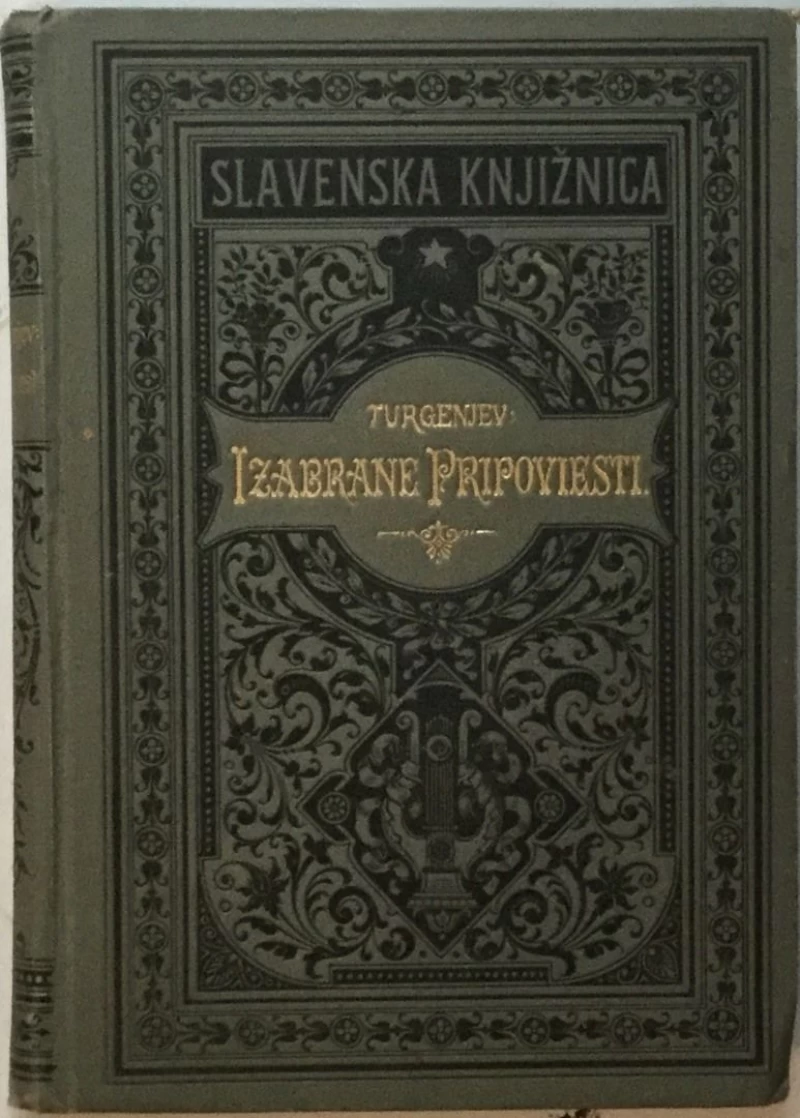 SLAVENSKA KNJIŽNICA
TURGENJEV:
IZABRANE PRIPOVIESTI.